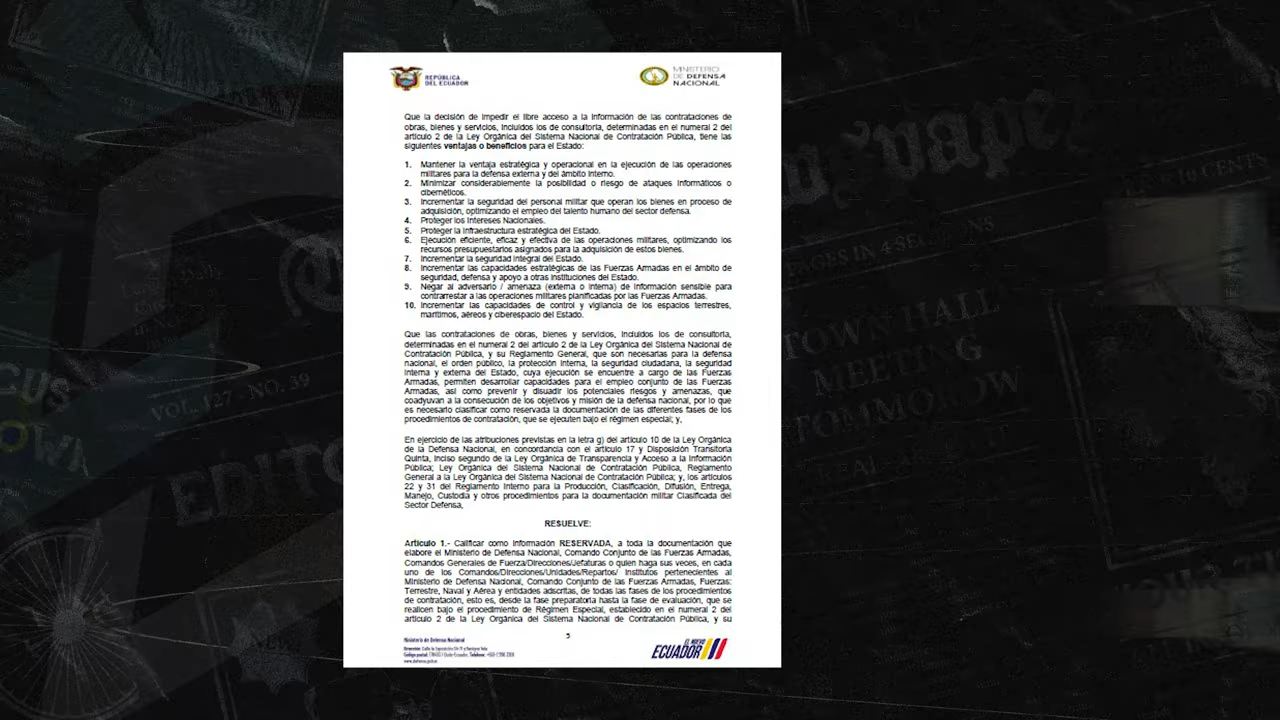 REPÚBLICA
DEL ECUADOR
MINISTERIO
DE DEFENSA
NACIONAL
Que la decisión de impedir el libre acceso a la información de las contrataciones de
obras, bienes y servicios, incluidos los de consultoría, determinadas en el numeral 2 del
artículo 2 de la Ley Orgánica del Sistema Nacional de Contratación Pública, tiene las
siguientes ventajas o beneficios para el Estado:
1. Mantener la ventaja estratégica y operacional en la ejecución de las operaciones
militares para la defensa externa y del ámbito interno.
2. Minimizar considerablemente la posibilidad o riesgo de ataques informáticos o
cibernéticos.
3. Incrementar la seguridad del personal militar que operan los bienes en proceso de
adquisición, optimizando el empleo del talento humano del sector defensa.
4. Proteger los Intereses Nacionales.
5. Proteger la Infraestructura estratégica del Estado.
6. Ejecución eficiente, eficaz y efectiva de las operaciones militares, optimizando los
recursos presupuestarios asignados para la adquisición de estos bienes.
7. Incrementar la seguridad integral del Estado.
8. Incrementar las capacidades estratégicas de las Fuerzas Armadas en el ámbito de
seguridad, defensa y apoyo a otras instituciones del Estado.
9. Negar al adversario / amenaza (externa o interna) de información sensible para
contrarrestar a las operaciones militares planificadas por las Fuerzas Armadas.
10. Incrementar las capacidades de control y vigilancia de los espacios terrestres,
marítimos, aéreos y ciberespacio del Estado.
Que las contrataciones de obras, bienes y servicios, incluidos los de consultoría,
determinadas en el numeral 2 del artículo 2 de la Ley Orgánica del Sistema Nacional de
Contratación Pública, y su Reglamento General, que son necesarias para la defensa
nacional, el orden público, la protección interna, la seguridad ciudadana, la seguridad
interna y externa del Estado, cuya ejecución se encuentre a cargo de las Fuerzas
Armadas, permiten desarrollar capacidades para el empleo conjunto de las Fuerzas
Armadas, así como prevenir y disuadir los potenciales riesgos y amenazas, que
coadyuvan a la consecución de los objetivos y misión de la defensa nacional, por lo que
es necesario clasificar como reservada la documentación de las diferentes fases de los
procedimientos de contratación, que se ejecuten bajo el régimen especial; y,
En ejercicio de las atribuciones previstas en la letra g) del artículo 10 de la Ley Orgánica
de la Defensa Nacional, en concordancia con el artículo 17 y Disposición Transitoria
Quinta, inciso segundo de la Ley Orgánica de Transparencia y Acceso a la Información
Pública; Ley Orgánica del Sistema Nacional de Contratación Pública, Reglamento
General a la Ley Orgánica del Sistema Nacional de Contratación Pública; y, los artículos
22 y 31 del Reglamento Interno para la Producción, Clasificación, Difusión, Entrega,
Manejo, Custodia y otros procedimientos para la documentación militar Clasificada del
Sector Defensa,
RESUELVE:
Artículo 1.- Calificar como información RESERVADA, a toda la documentación que
elabore el Ministerio de Defensa Nacional, Comando Conjunto de las Fuerzas Armadas,
Comandos Generales de Fuerza/Direcciones/Jefaturas o quien haga sus veces, en cada
uno de los Comandos/Direcciones/Unidades/Repartos/ Institutos pertenecientes al
Ministerio de Defensa Nacional, Comando Conjunto de las Fuerzas Armadas, Fuerzas:
Terrestre, Naval y Aérea y entidades adscritas, de todas las fases de los procedimientos
de contratación, esto es, desde la fase preparatoria hasta la fase de evaluación, que se
realicen bajo el procedimiento de Régimen Especial, establecido en el numeral 2 del
artículo 2 de la Ley Orgánica del Sistema Nacional de Contratación Pública, y su
5
Ministerio de Defensa Nacional
EL NUEVO
ECUADOR
VOL. 127 - NO. 39
10 CENTS